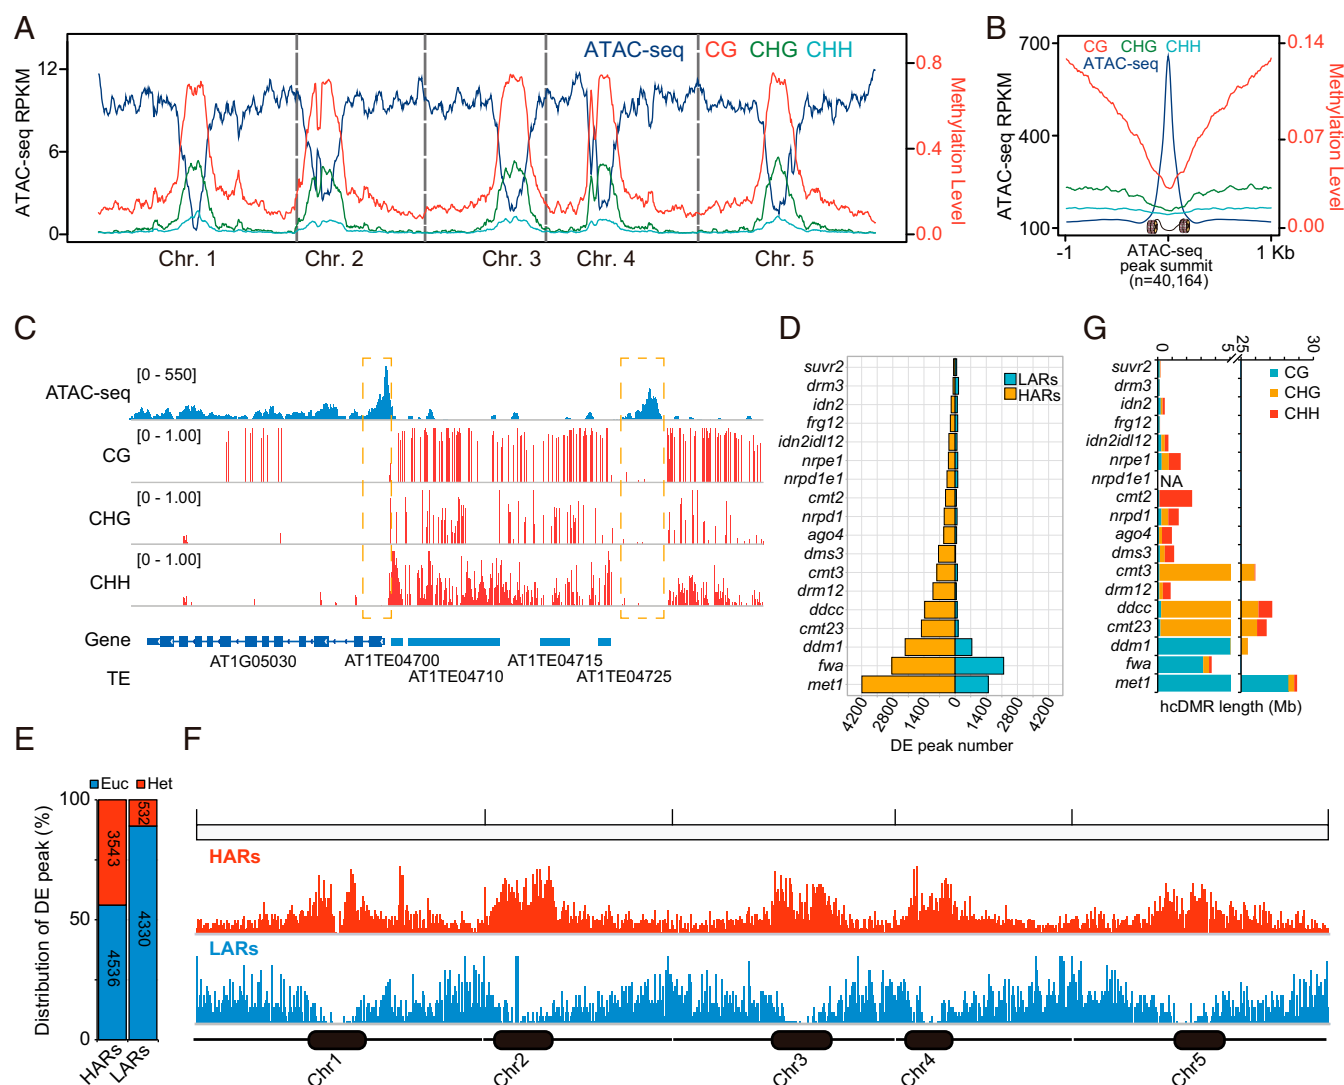 A
ATAC-seq CG CHG CHH
ATAC-seq RPKM
12
6
0
0.8
0.4
0.0
Methylation Level
Chr. 1 Chr. 2 Chr. 3 Chr. 4 Chr. 5
B
CG CHG CHH
ATAC-seq
ATAC-seq RPKM
700
400
100
0.14
0.07
0.00
Methylation Level
-1 ATAC-seq 1 Kb
peak summit
(n=40,164)
C
ATAC-seq [0 - 550]
CG [0 - 1.00]
CHG [0 - 1.00]
CHH [0 - 1.00]
Gene
AT1G05030 AT1TE04700 AT1TE04715
AT1TE04710 AT1TE04725
TE
D
LARs
HARs
suvr2
drm3
idn2
frg12
idn2idl12
nrpe1
nrpd1e1
cmt2
nrpd1
ago4
dms3
cmt3
drm12
ddcc
cmt23
ddm1
fwa
met1
4200 2800 1400 0 1400 2800 4200
DE peak number
G
0 5 25 30
CG
CHG
CHH
suvr2
drm3
idn2
frg12
idn2idl12
nrpe1
nrpd1e1 NA
cmt2
nrpd1
ago4
dms3
cmt3
drm12
ddcc
cmt23
ddm1
fwa
met1
hcDMR length (Mb)
E
Euc Het
Distribution of DE peak (%)
100
50
0
3543
4536
532
4330
HARs LARs
F
HARs
LARs
Chr1 Chr2 Chr3 Chr4 Chr5